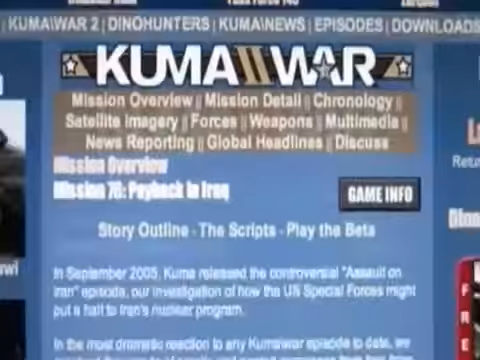 KUMA\WAR 2 | DINOHUNTERS | KUMA\NEWS | EPISODES | DOWNLOADS
KUMA\\WAR
Mission Overview || Mission Detail || Chronology ||
Satellite Imagery || Forces || Weapons || Multimedia ||
News Reporting || Global Headlines || Discuss
Mission Overview
Mission 76: Payback in Iraq
GAME INFO
Story Outline - The Scripts - Play the Beta
In September 2005, Kuma released the controversial "Assault on
Iran" episode, our investigation of how the US Special Forces might
put a halt to Iran's nuclear program.
In the most dramatic reaction to any Kumawar episode to date, we
FREE